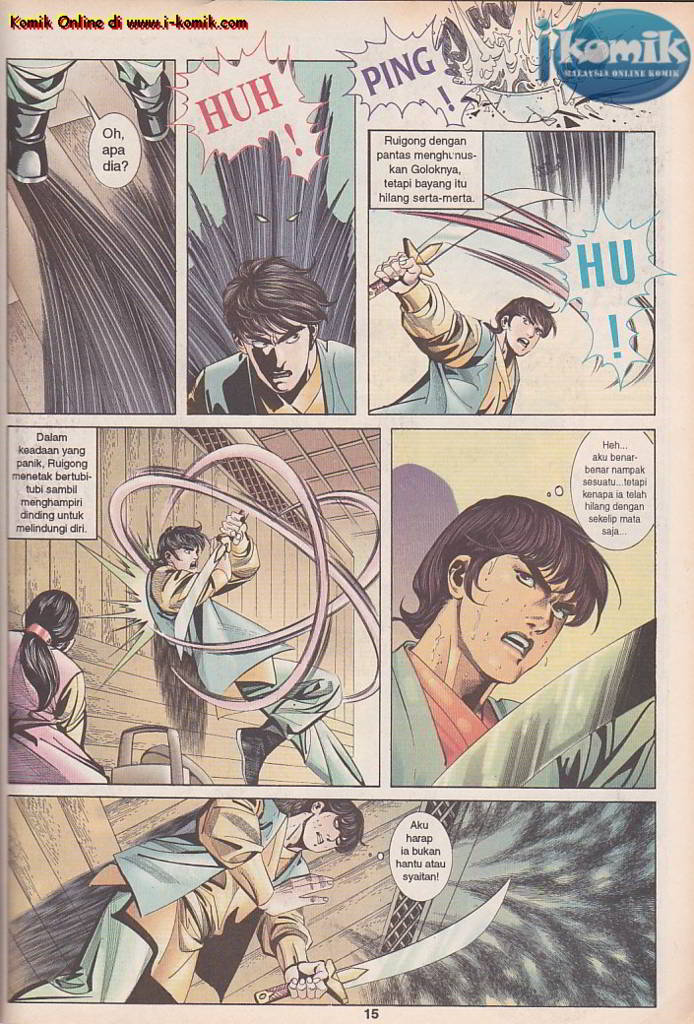 Komik Online di www.i-komik.com
ikomik
MALAYSIA ONLINE KOMIK
Oh,
apa
dia?
HUH
!
PING
!
Ruigong dengan
pantas menghunus-
kan Goloknya,
tetapi bayang itu
hilang serta-merta.
HU
!
Dalam
keadaan yang
panik, Ruigong
menetak bertubi-
tubi sambil
menghampiri
dinding untuk
melindungi diri.
Heh...
aku benar-
benar nampak
sesuatu...tetapi
kenapa ia telah
hilang dengan
sekelip mata
saja...
Aku
harap
ia bukan
hantu atau
syaitan!
15